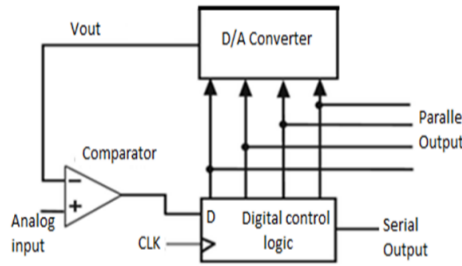 Vout
D/A Converter
Paralle
Output
Comparator
−
+
Analog
input
D
Digital control
logic
CLK
Serial
Output